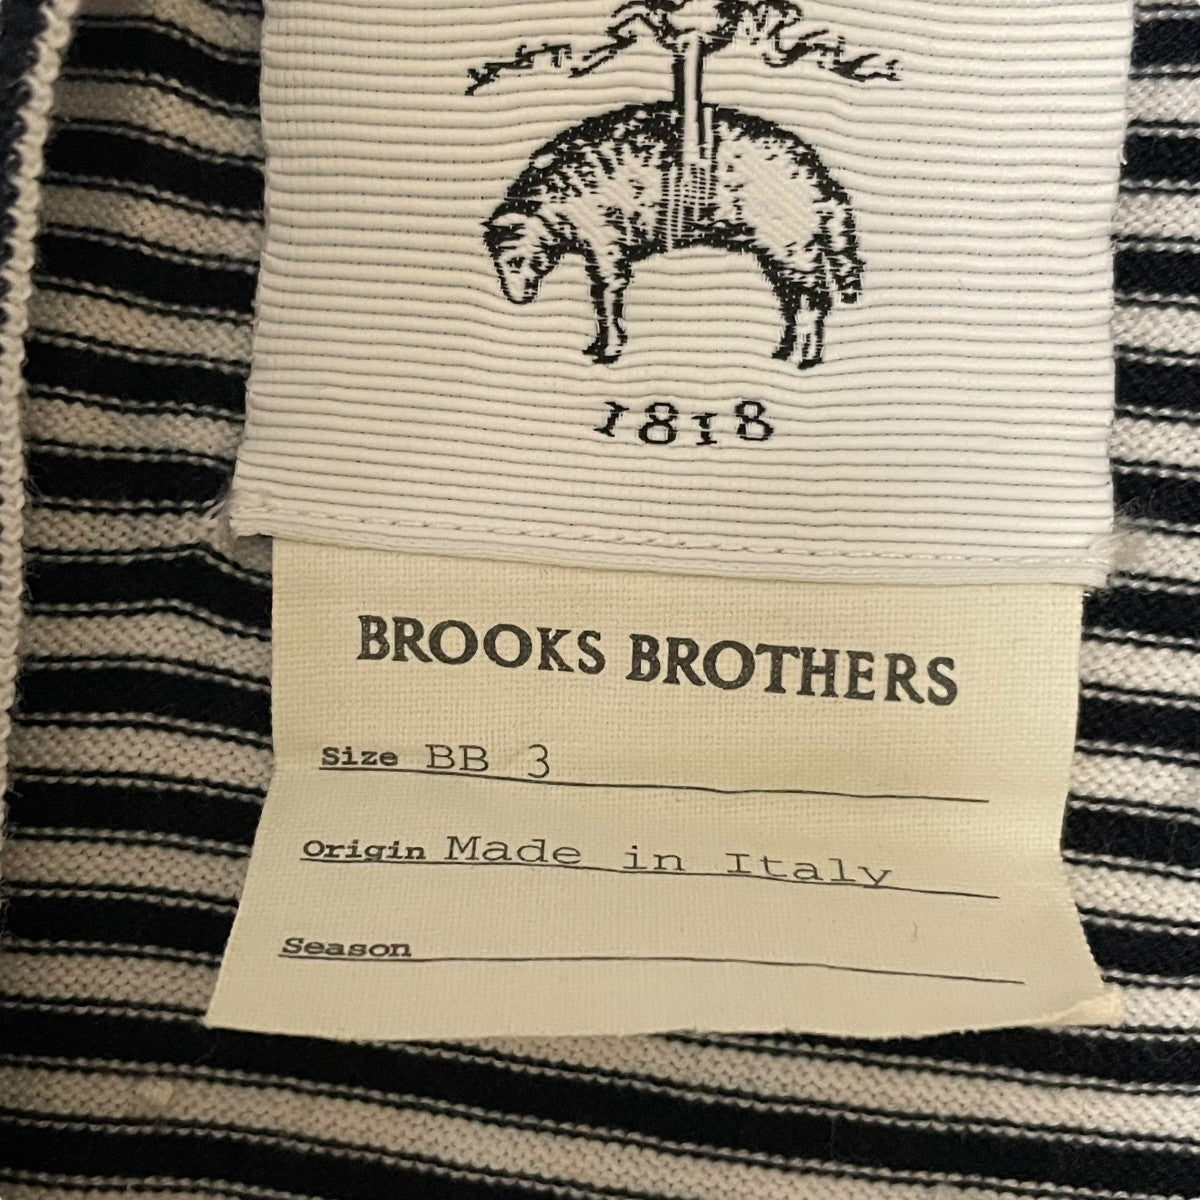 1818
BROOKS BROTHERS
Size BB 3
Origin Made in Italy
Season